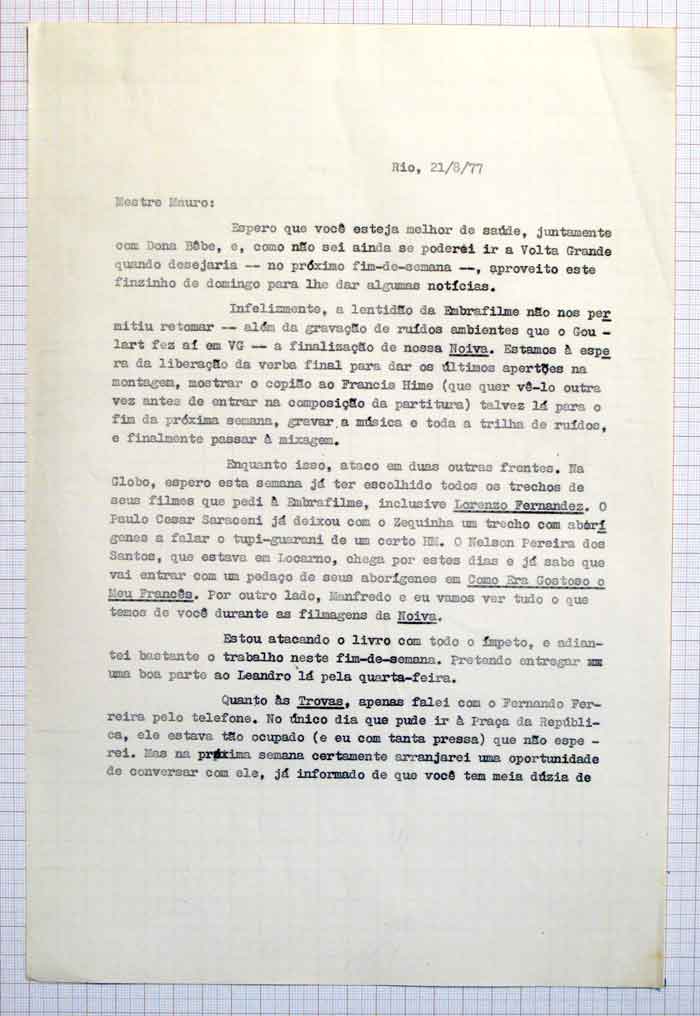 Rio, 21/8/77
Mestre Mauro:
Espero que você esteja melhor de saúde, juntamente
com Dona Bêbe, e, como não sei ainda se poderei ir a Volta Grande
quando desejaria -- no próximo fim-de-semana --, aproveito este
finzinho de domingo para lhe dar algumas notícias.
Infelizmente, a lentidão da Embrafilme não nos per
mitiu retomar -- além da gravação de ruídos ambientes que o Gou -
lart fez aí em VG -- a finalização de nossa Noiva. Estamos à espe
ra da liberação da verba final para dar os últimos apertões na
montagem, mostrar o copião ao Francis Hime (que quer vê-lo outra
vez antes de entrar na composição da partitura) talvez lá para o
fim da próxima semana, gravar a música e toda a trilha de ruídos,
e finalmente passar à mixagem.
Enquanto isso, ataco em duas outras frentes. Na
Globo, espero esta semana já ter escolhido todos os trechos de
seus filmes que pedi à Embrafilme, inclusive Lorenzo Fernandez. O
Paulo Cesar Saraceni já deixou com o Zequinha um trecho com aborí
genes a falar o tupi-guarani de um certo HM. O Nelson Pereira dos
Santos, que estava em Locarno, chega por estes dias e já sabe que
vai entrar com um pedaço de seus aborígenes em Como Era Gostoso o
Meu Francês. Por outro lado, Manfredo e eu vamos ver tudo o que
temos de você durante as filmagens da Noiva.
Estou atacando o livro com todo o ímpeto, e adian-
tei bastante o trabalho neste fim-de-semana. Pretendo entregar
uma boa parte ao Leandro lá pela quarta-feira.
Quanto às Trovas, apenas falei com o Fernando Fer-
reira pelo telefone. No único dia que pude ir à Praça da Repúbli-
ca, ele estava tão ocupado (e eu com tanta pressa) que não espe -
rei. Mas na próxima semana certamente arranjarei uma oportunidade
de conversar com ele, já informado de que você tem meia dúzia de